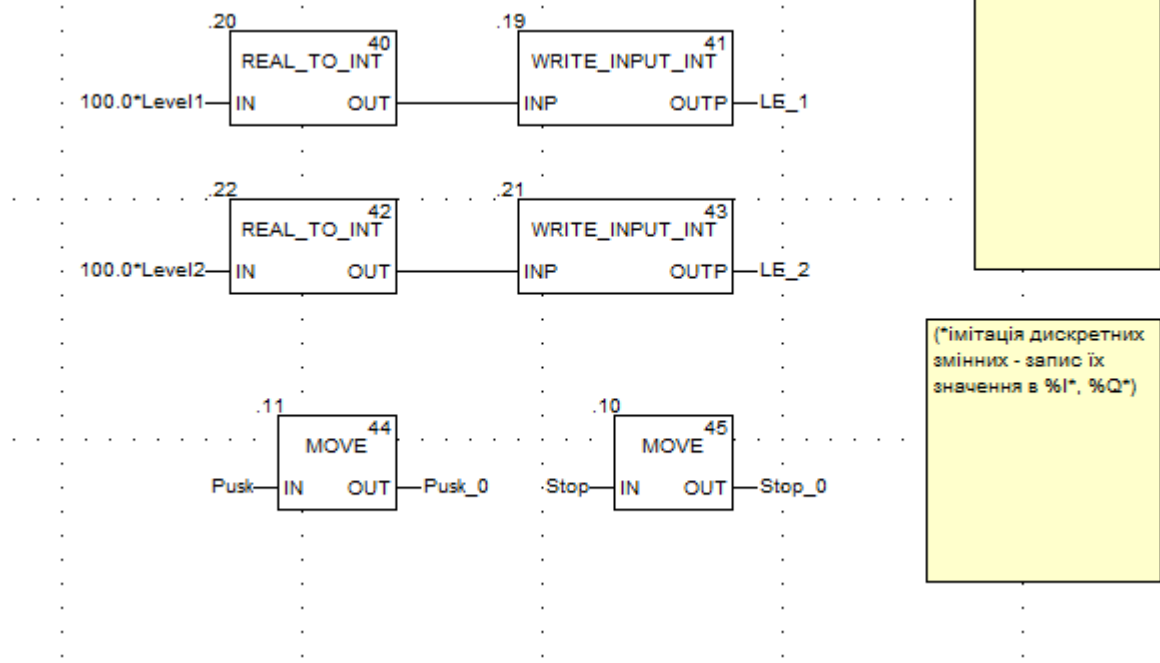 .20
40
REAL_TO_INT
100.0*Level1 IN OUT
.19
41
WRITE_INPUT_INT
INP OUTP LE_1
.22
42
REAL_TO_INT
100.0*Level2 IN OUT
.21
43
WRITE_INPUT_INT
INP OUTP LE_2
(*імітація дискретних
змінних - запис їх
значення в %I*, %Q*)
.11
44
MOVE
Pusk IN OUT Pusk_0
.10
45
MOVE
Stop IN OUT Stop_0